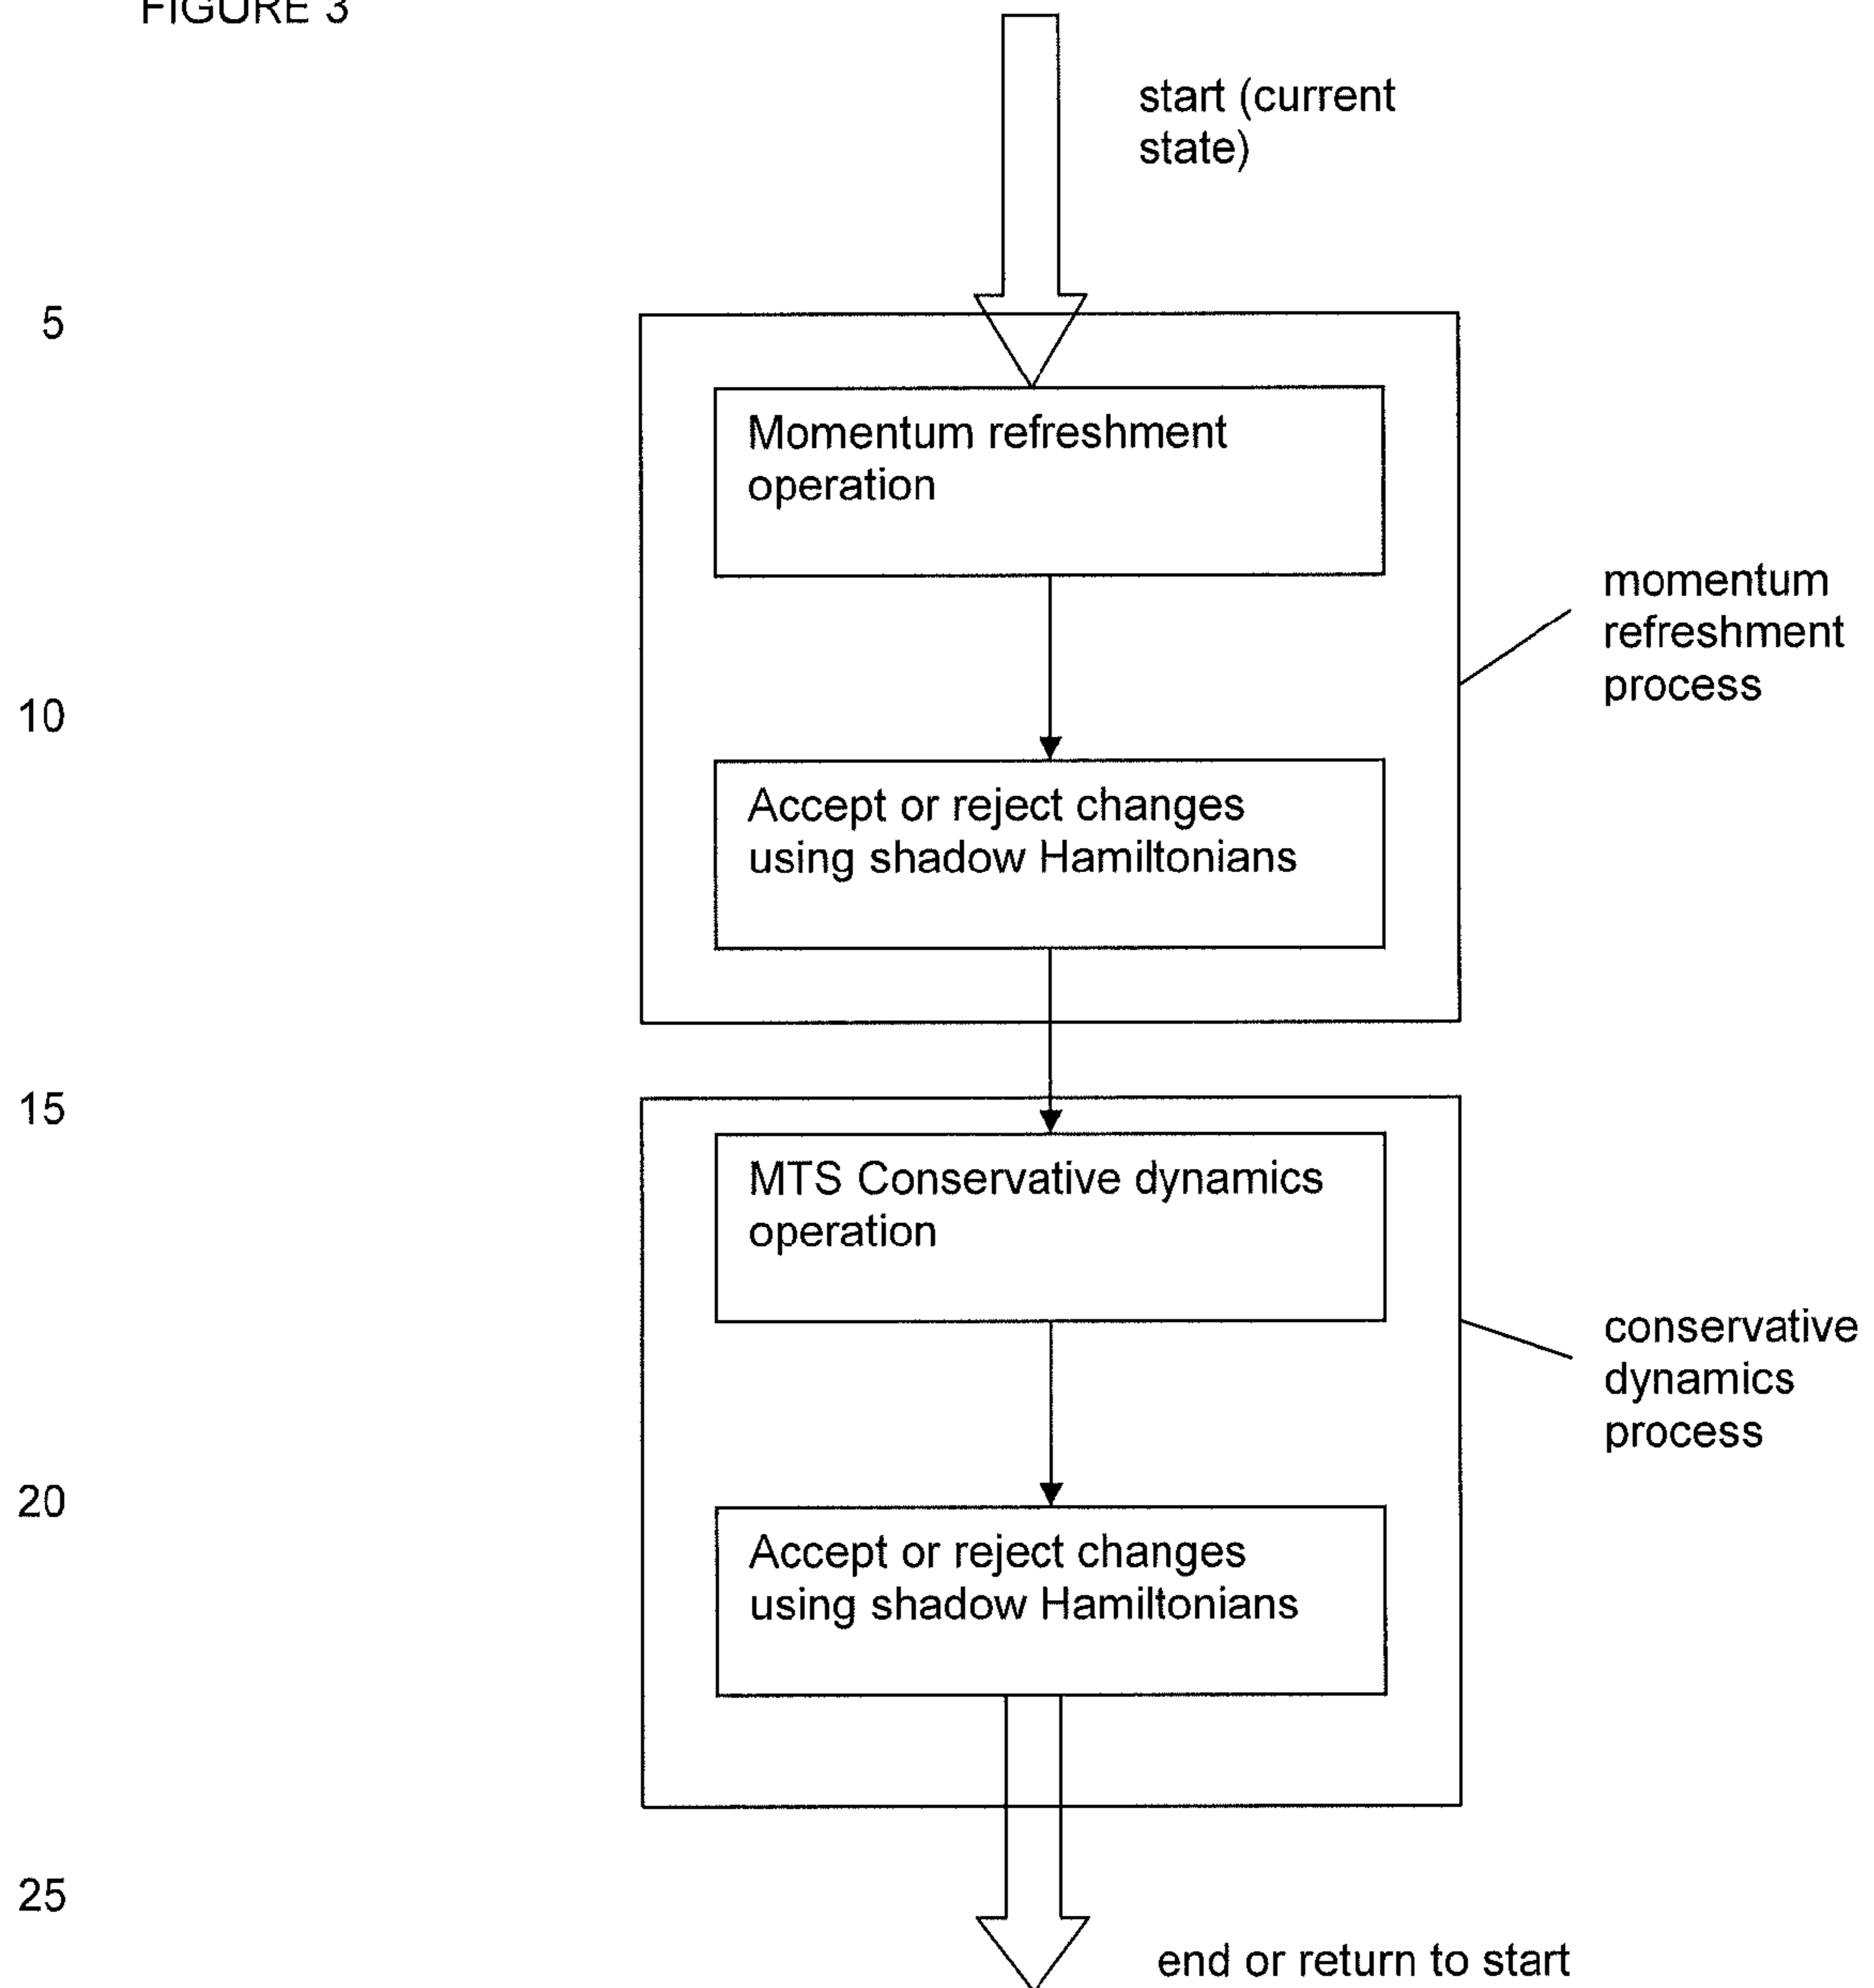 FIGURE 3
start (current
state)
5
Momentum refreshment
operation
momentum
refreshment
process
10
Accept or reject changes
using shadow Hamiltonians
15
MTS Conservative dynamics
operation
conservative
dynamics
process
20
Accept or reject changes
using shadow Hamiltonians
25
end or return to start